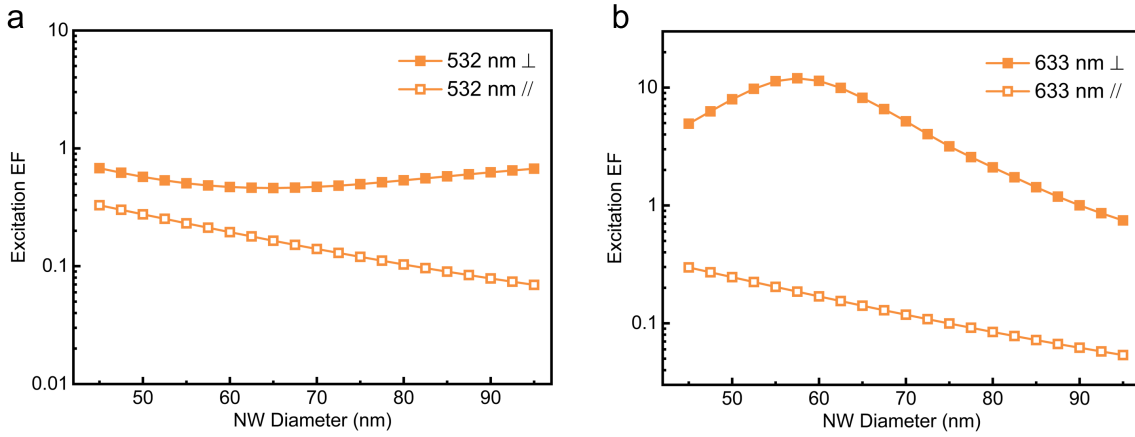 a
10
1
0.1
0.01
Excitation EF
532 nm ⊥
532 nm //
50 60 70 80 90
NW Diameter (nm)
b
10
1
0.1
Excitation EF
633 nm ⊥
633 nm //
50 60 70 80 90
NW Diameter (nm)